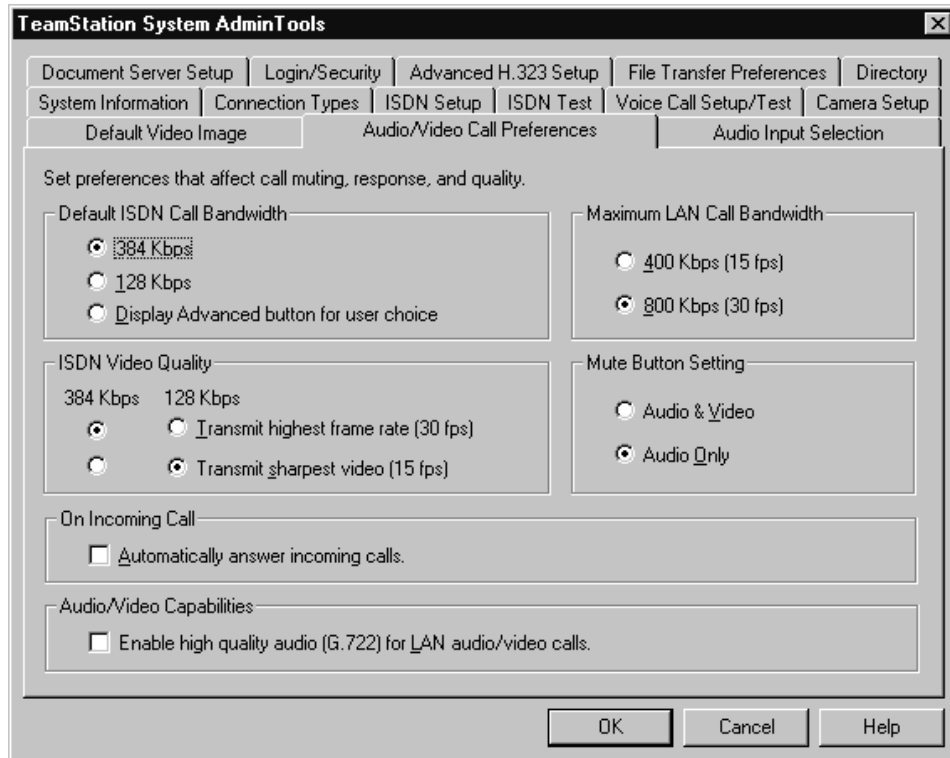 TeamStation System AdminTools
Document Server Setup Login/Security Advanced H.323 Setup File Transfer Preferences Directory
System Information Connection Types ISDN Setup ISDN Test Voice Call Setup/Test Camera Setup
Default Video Image Audio/Video Call Preferences Audio Input Selection
Set preferences that affect call muting, response, and quality.
Default ISDN Call Bandwidth
384 Kbps
128 Kbps
Display Advanced button for user choice
Maximum LAN Call Bandwidth
400 Kbps (15 fps)
800 Kbps (30 fps)
ISDN Video Quality
384 Kbps 128 Kbps
Transmit highest frame rate (30 fps)
Transmit sharpest video (15 fps)
Mute Button Setting
Audio & Video
Audio Only
On Incoming Call
Automatically answer incoming calls.
Audio/Video Capabilities
Enable high quality audio (G.722) for LAN audio/video calls.
OK Cancel Help